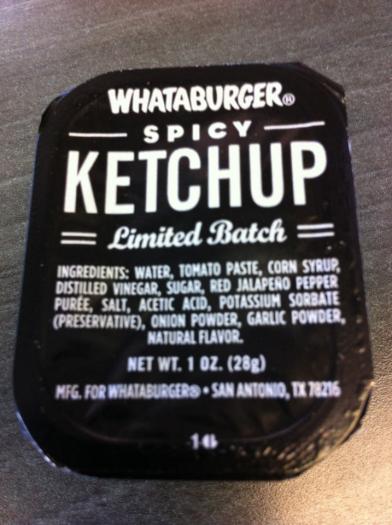 WHATABURGER®
SPICY
KETCHUP
Limited Batch
INGREDIENTS: WATER, TOMATO PASTE, CORN SYRUP,
DISTILLED VINEGAR, SUGAR, RED JALAPEÑO PEPPER
PURÉE, SALT, ACETIC ACID, POTASSIUM SORBATE
(PRESERVATIVE), ONION POWDER, GARLIC POWDER,
NATURAL FLAVOR.
NET WT. 1 OZ. (28g)
MFG. FOR WHATABURGER® • SAN ANTONIO, TX 78216